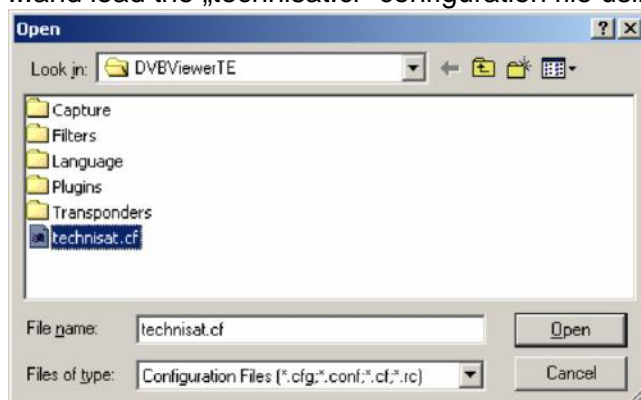 Open
Look in: DVBViewerTE
Capture
Filters
Language
Plugins
Transponders
technisat.cf
File name: technisat.cf Open
Files of type: Configuration Files (*.cfg;*.conf;*.cf;*.rc) Cancel